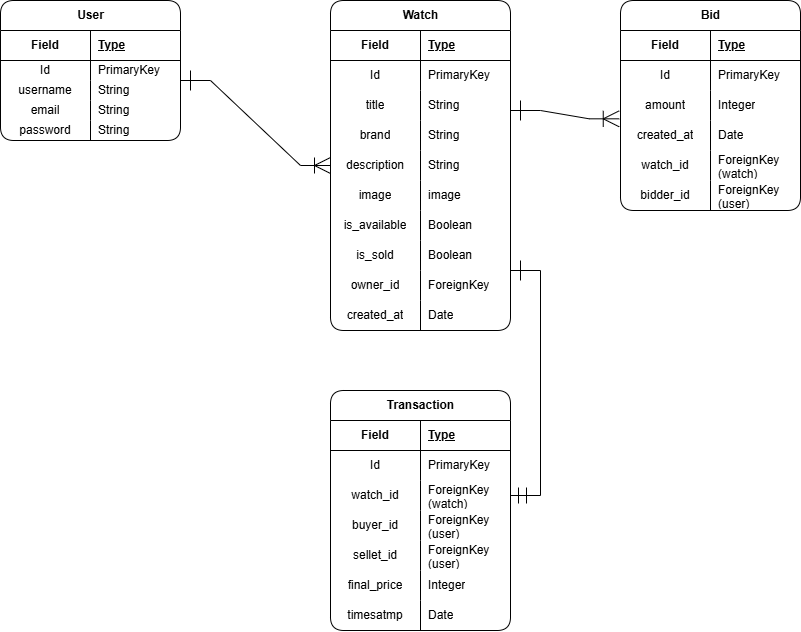 User
Field Type
Id PrimaryKey
username String
email String
password String
Watch
Field Type
Id PrimaryKey
title String
brand String
description String
image image
is_available Boolean
is_sold Boolean
owner_id ForeignKey
created_at Date
Bid
Field Type
Id PrimaryKey
amount Integer
created_at Date
watch_id ForeignKey
(watch)
bidder_id ForeignKey
(user)
Transaction
Field Type
Id PrimaryKey
watch_id ForeignKey
(watch)
buyer_id ForeignKey
(user)
sellet_id ForeignKey
(user)
final_price Integer
timesatmp Date